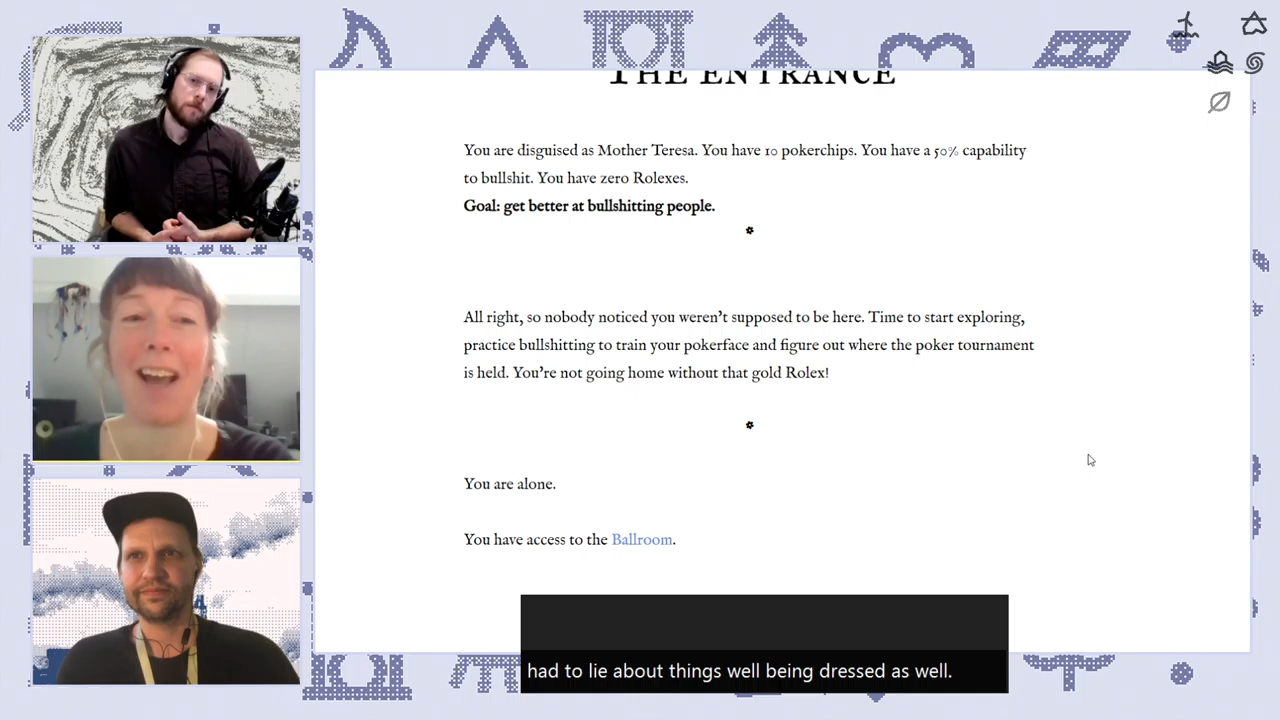 THE ENTRANCE
You are disguised as Mother Teresa. You have 10 pokerchips. You have a 50% capability
to bullshit. You have zero Rolexes.
Goal: get better at bullshitting people.
All right, so nobody noticed you weren't supposed to be here. Time to start exploring,
practice bullshitting to train your pokerface and figure out where the poker tournament
is held. You're not going home without that gold Rolex!
You are alone.
You have access to the Ballroom.
had to lie about things well being dressed as well.